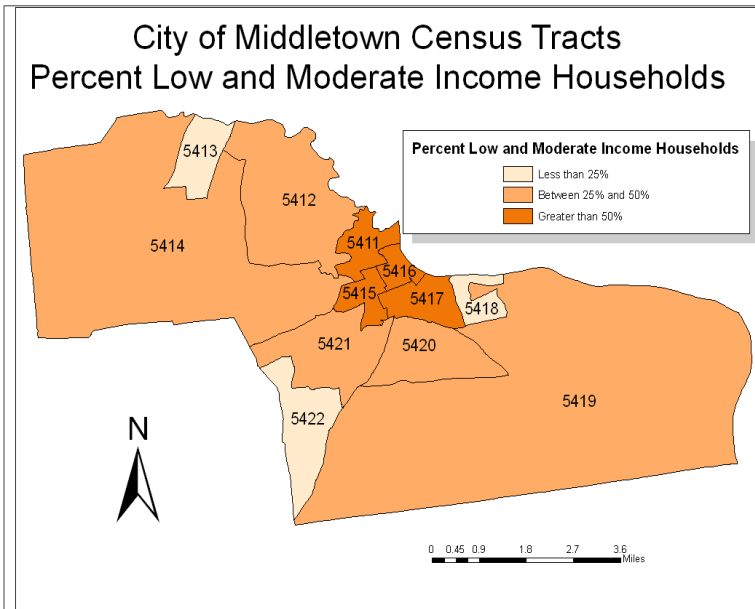 City of Middletown Census Tracts
Percent Low and Moderate Income Households
Percent Low and Moderate Income Households
Less than 25%
Between 25% and 50%
Greater than 50%
5413
5412
5414
5411
5416
5415
5417
5418
5421
5420
5419
5422
N
0 0.45 0.9 1.8 2.7 3.6
Miles